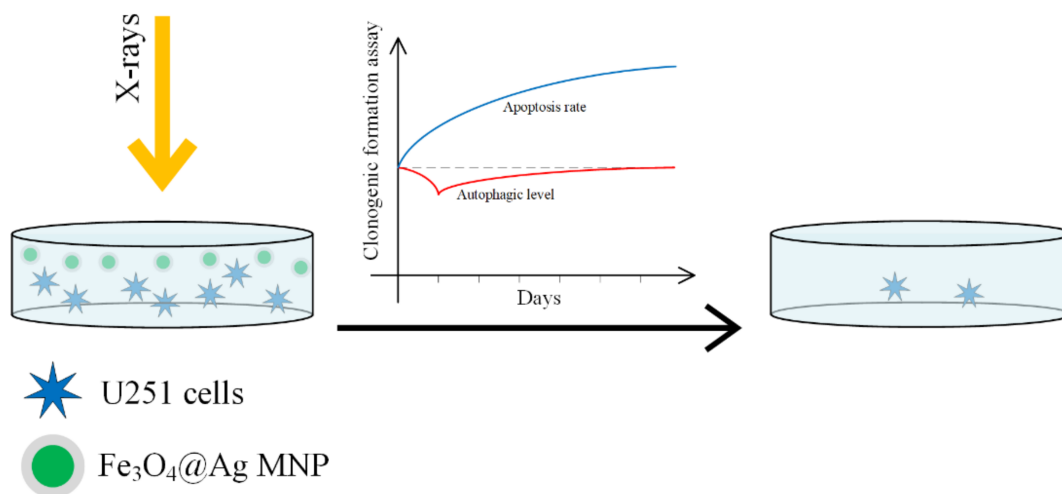 X-rays
Clonogenic formation assay
Apoptosis rate
Autophagic level
Days
U251 cells
Fe₃O₄@Ag MNP